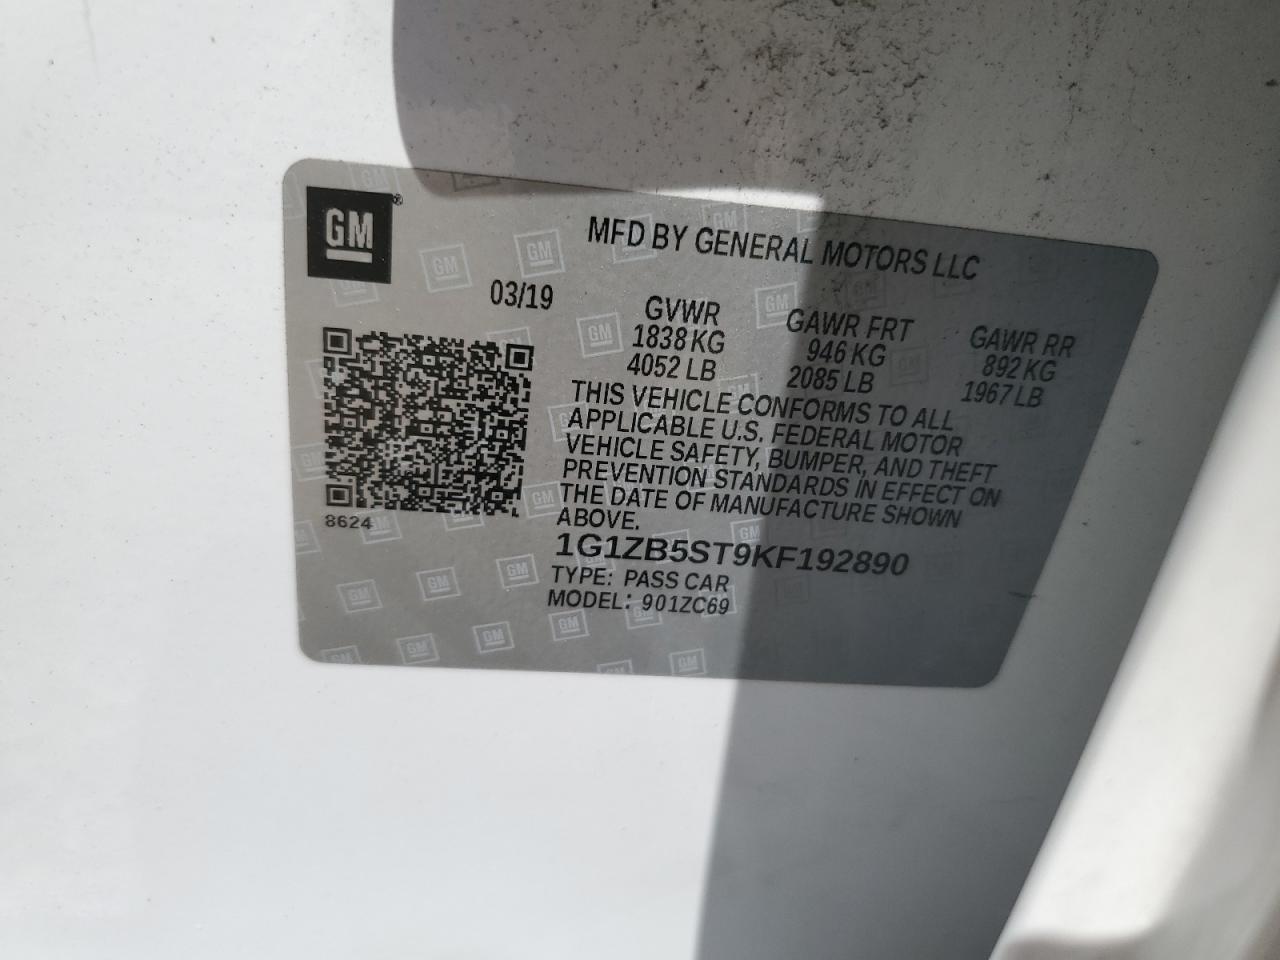 GM®
MFD BY GENERAL MOTORS LLC
03/19
GVWR GAWR FRT GAWR RR
1838 KG 946 KG 892 KG
4052 LB 2085 LB 1967 LB
THIS VEHICLE CONFORMS TO ALL
APPLICABLE U.S. FEDERAL MOTOR
VEHICLE SAFETY, BUMPER, AND THEFT
PREVENTION STANDARDS IN EFFECT ON
THE DATE OF MANUFACTURE SHOWN
ABOVE.
8624
1G1ZB5ST9KF192890
TYPE: PASS CAR
MODEL: 901ZC69